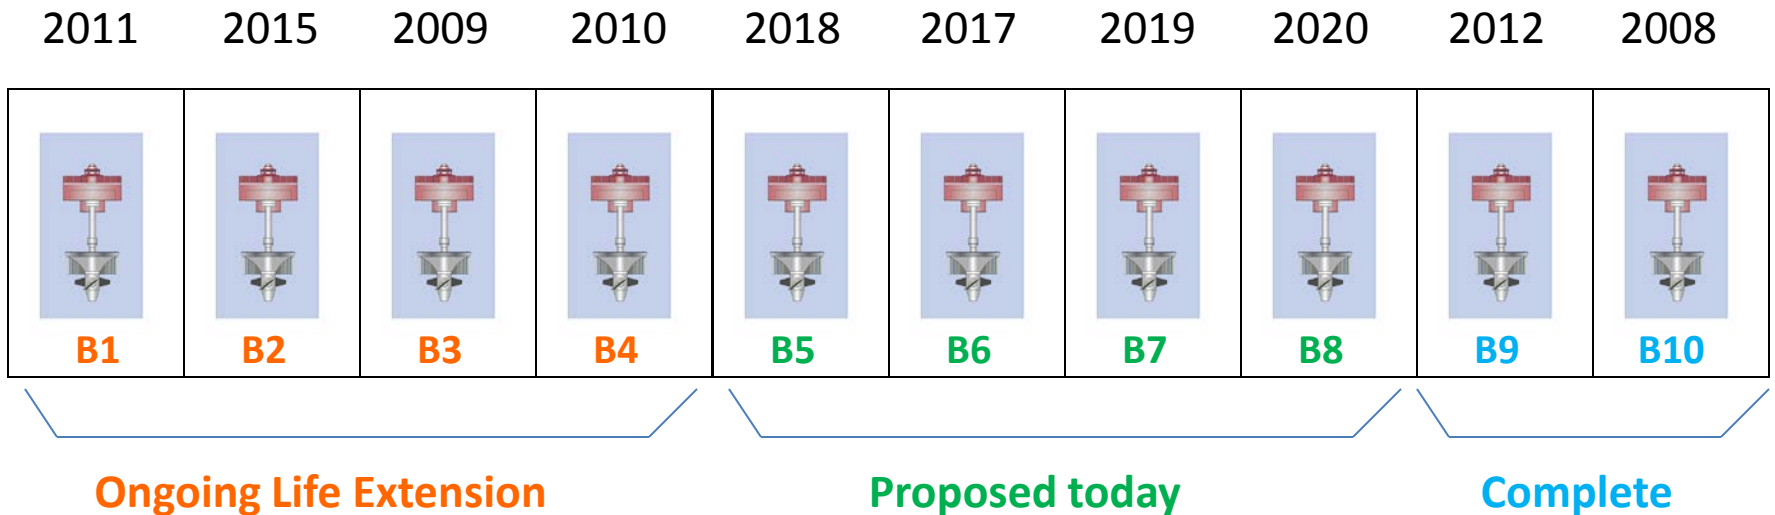 2011 2015 2009 2010 2018 2017 2019 2020 2012 2008
B1 B2 B3 B4 B5 B6 B7 B8 B9 B10
Ongoing Life Extension Proposed today Complete